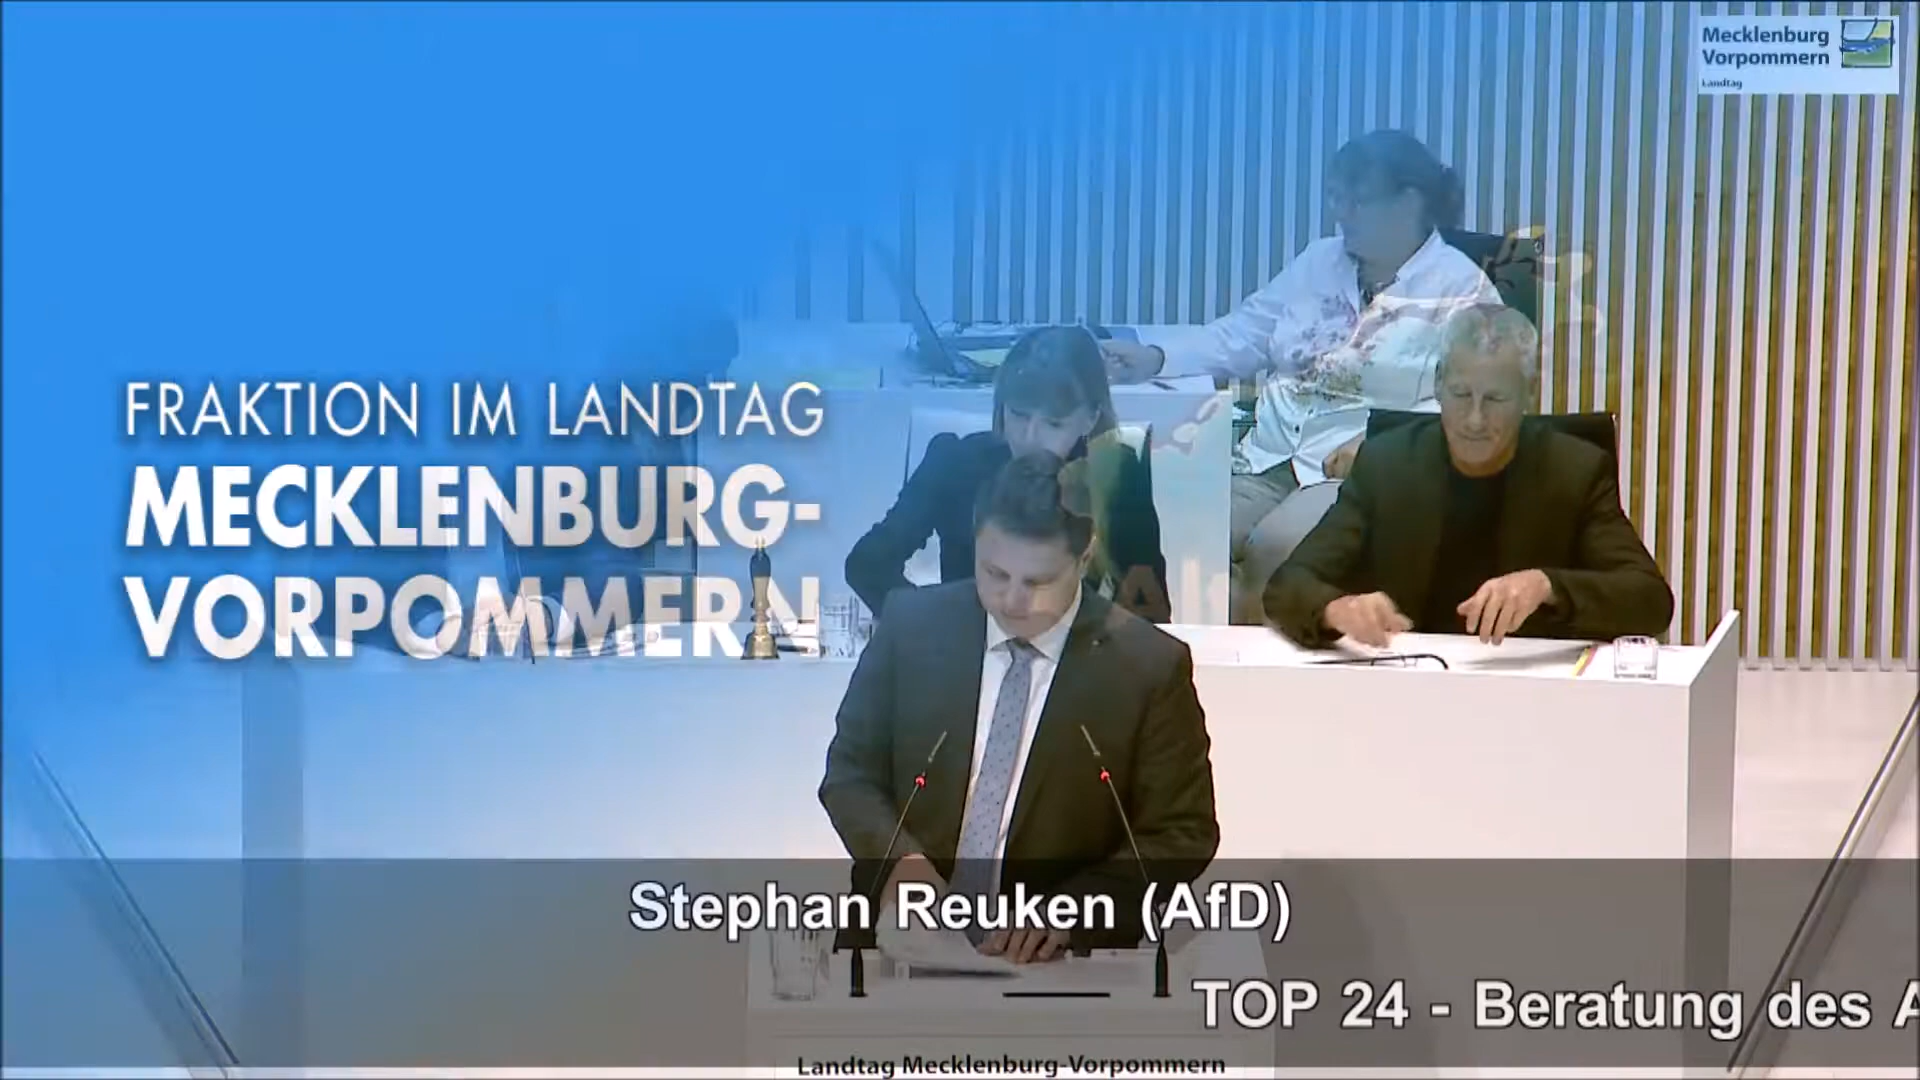 Mecklenburg
Vorpommern
Landtag
FRAKTION IM LANDTAG
MECKLENBURG-
VORPOMMERN
Stephan Reuken (AfD)
TOP 24 - Beratung des A
Landtag Mecklenburg-Vorpommern